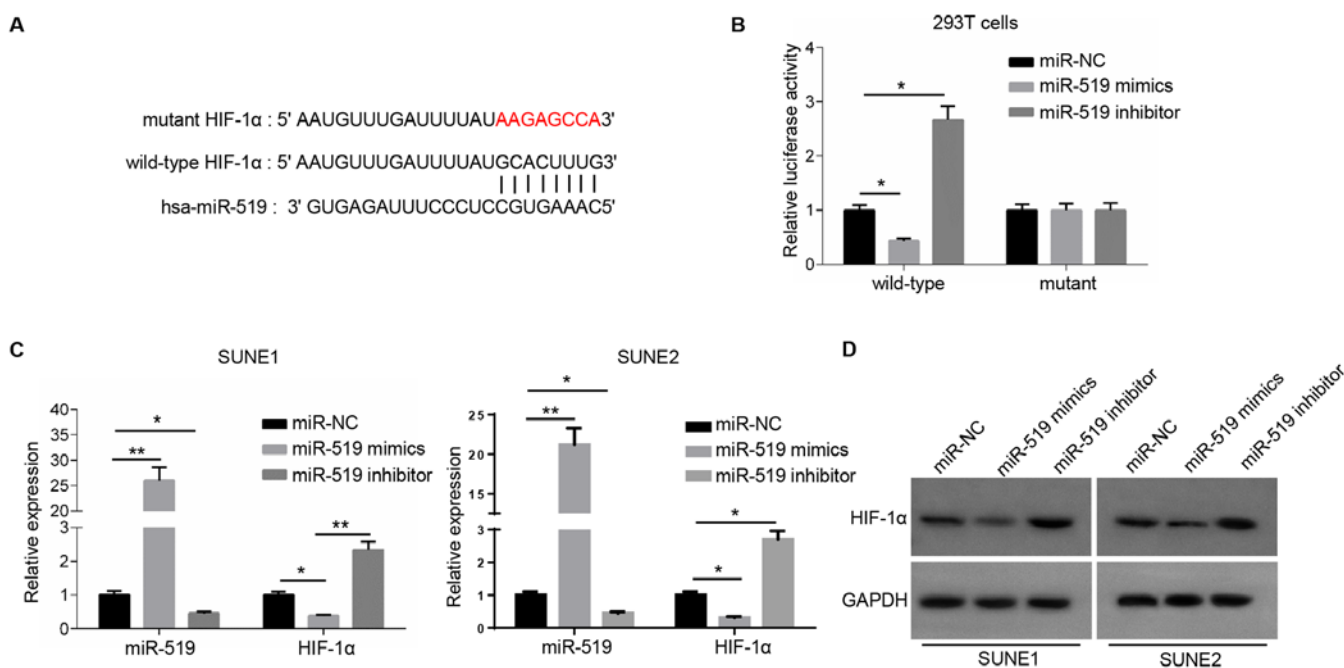 A
mutant HIF-1α : 5' AAUGUUUGAUUUUAUAAGAGCCA3'
wild-type HIF-1α : 5' AAUGUUUGAUUUUAUGCACUUUG3'
hsa-miR-519 : 3' GUGAGAUUUCCCUCCGUGAAAC5'
B
293T cells
Relative luciferase activity
4
3
2
1
0
miR-NC
miR-519 mimics
miR-519 inhibitor
*
*
wild-type
mutant
C
SUNE1
Relative expression
40
35
30
25
20
3
2
1
0
miR-NC
miR-519 mimics
miR-519 inhibitor
*
**
*
**
miR-519
HIF-1α
SUNE2
Relative expression
25
20
15
3
2
1
0
miR-NC
miR-519 mimics
miR-519 inhibitor
*
**
*
*
miR-519
HIF-1α
D
miR-NC
miR-519 mimics
miR-519 inhibitor
miR-NC
miR-519 mimics
miR-519 inhibitor
HIF-1α
GAPDH
SUNE1
SUNE2